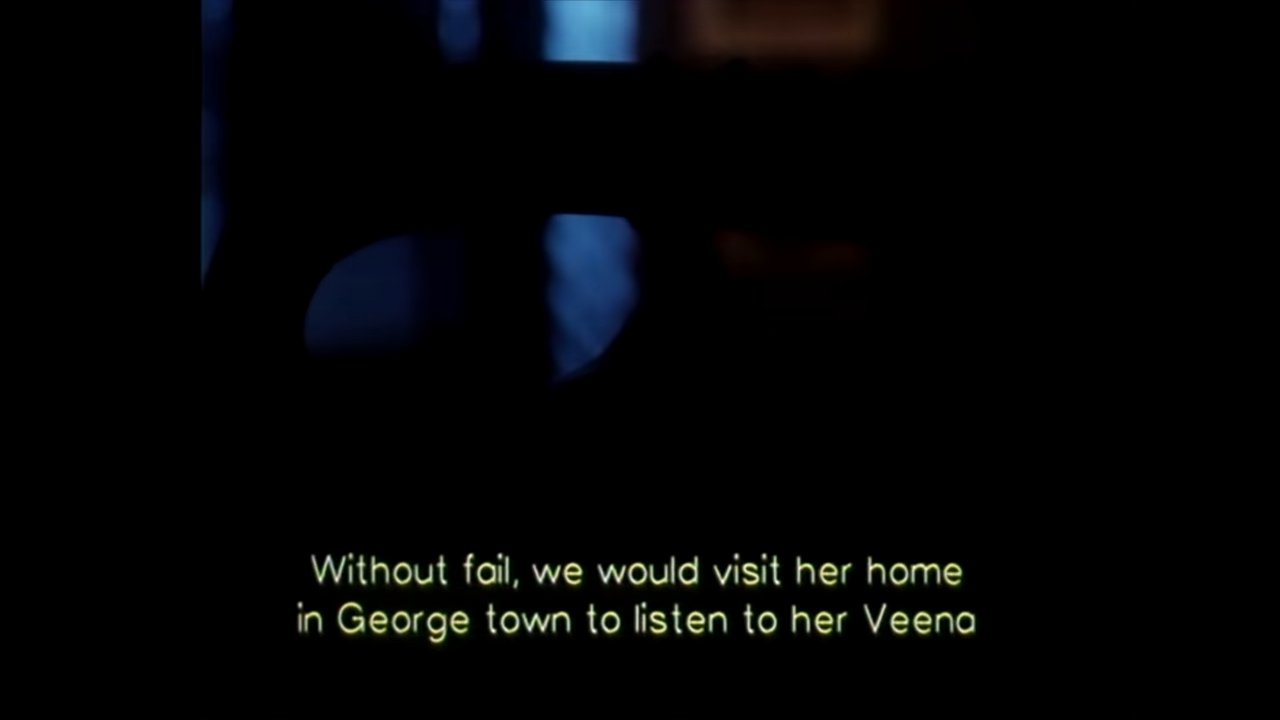 Without fail, we would visit her home
in George town to listen to her Veena